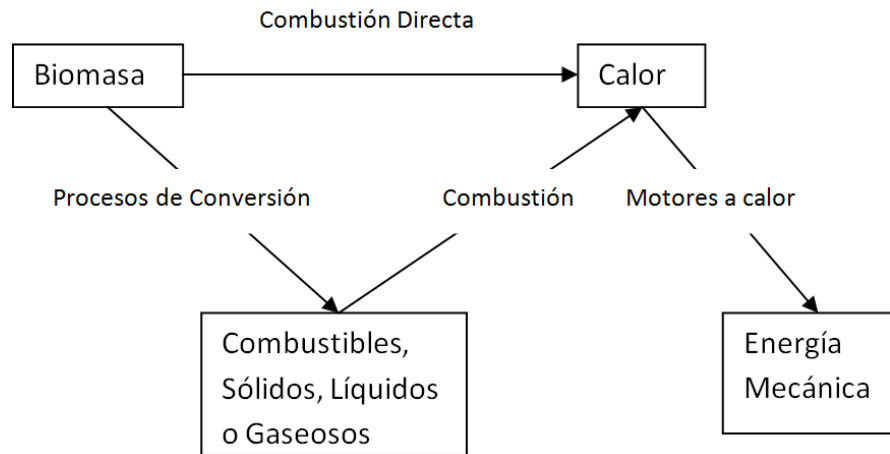 Combustión Directa
Biomasa
Calor
Procesos de Conversión
Combustión
Motores a calor
Combustibles,
Sólidos, Líquidos
o Gaseosos
Energía
Mecánica